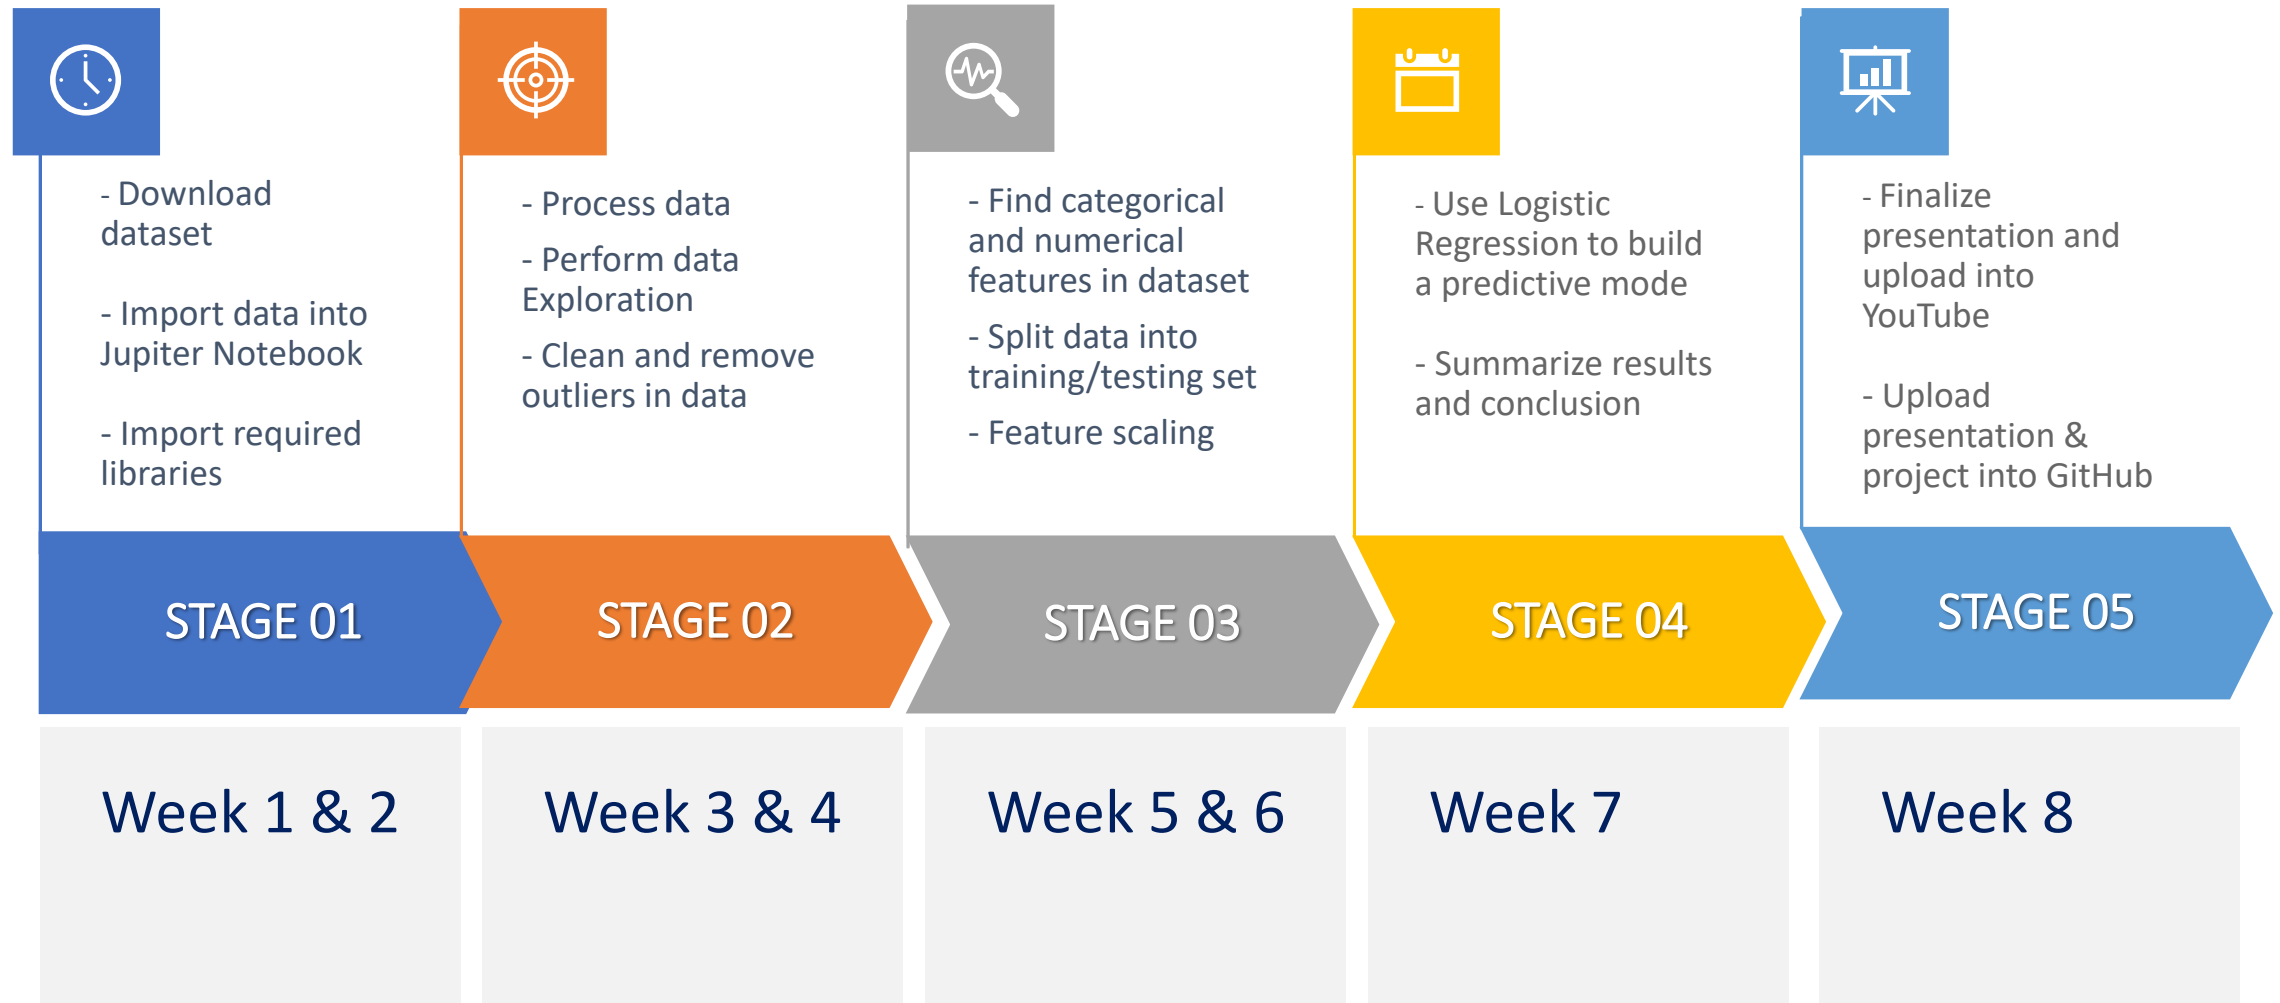 - Download
dataset
- Import data into
Jupiter Notebook
- Import required
libraries
- Process data
- Perform data
Exploration
- Clean and remove
outliers in data
- Find categorical
and numerical
features in dataset
- Split data into
training/testing set
- Feature scaling
- Use Logistic
Regression to build
a predictive mode
- Summarize results
and conclusion
- Finalize
presentation and
upload into
YouTube
- Upload
presentation &
project into GitHub
STAGE 01
STAGE 02
STAGE 03
STAGE 04
STAGE 05
Week 1 & 2
Week 3 & 4
Week 5 & 6
Week 7
Week 8